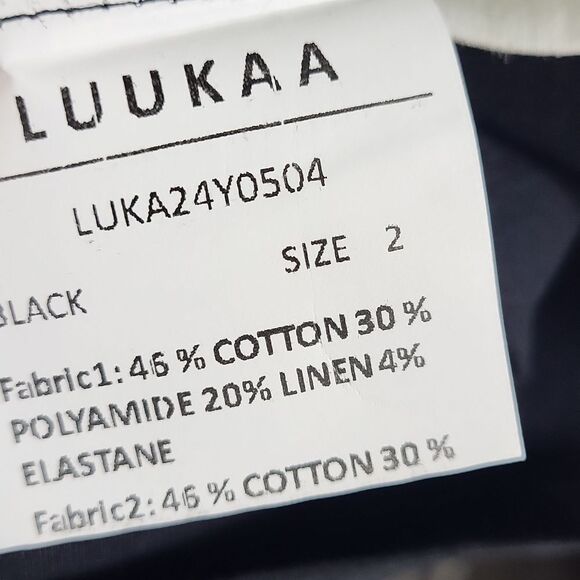 LUUKAA
LUKA24Y0504
SIZE 2
BLACK
Fabric1: 46 % COTTON 30 %
POLYAMIDE 20% LINEN 4%
ELASTANE
Fabric2: 46 % COTTON 30 %